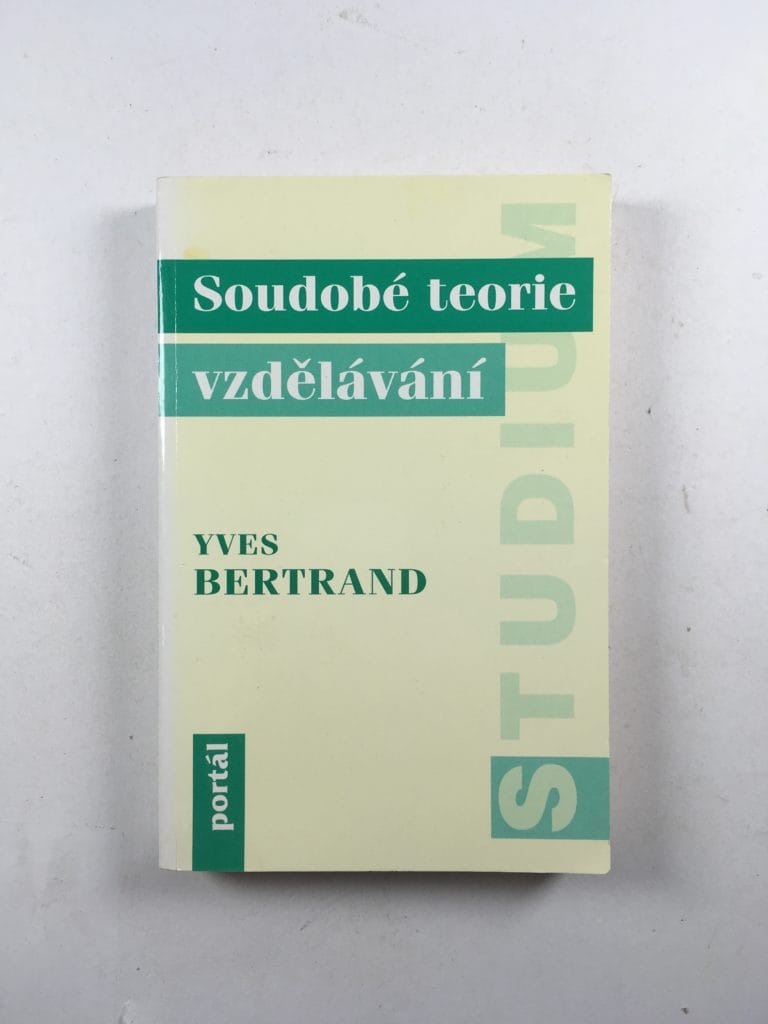 Soudobé teorie
vzdělávání
YVES
BERTRAND
portál
STUDIUM